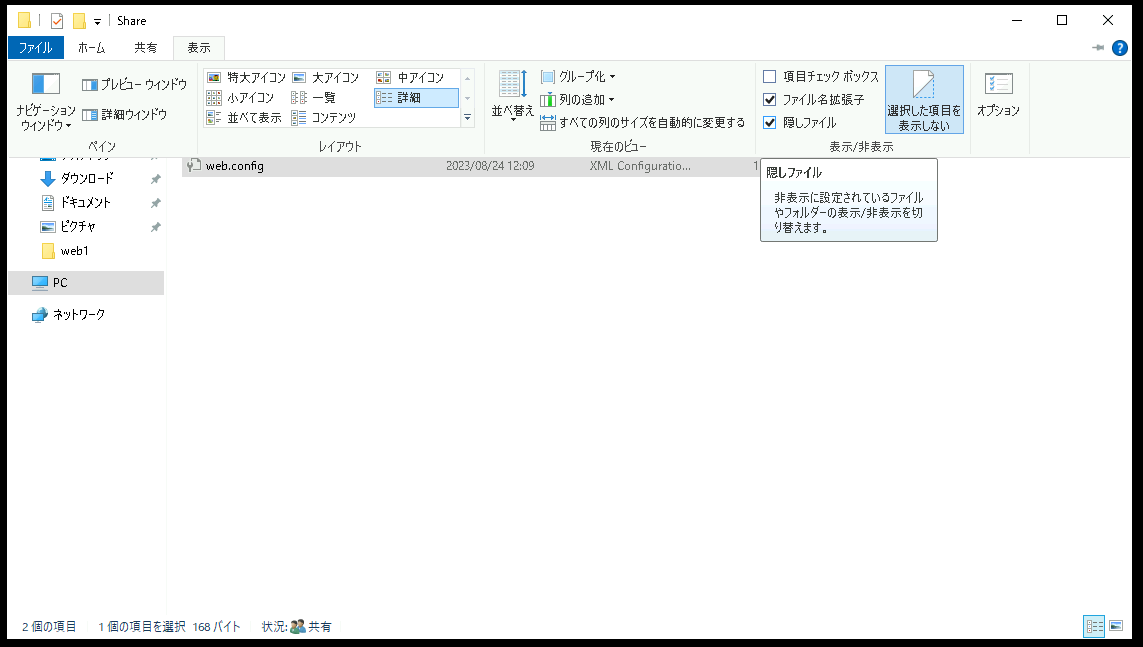 Share
ファイル ホーム 共有 表示
ナビゲーション ウィンドウ
プレビュー ウィンドウ
詳細ウィンドウ
ペイン
特大アイコン 大アイコン 中アイコン
小アイコン 一覧 詳細
並べて表示 コンテンツ
レイアウト
並べ替え
グループ化
列の追加
すべての列のサイズを自動的に変更する
現在のビュー
項目チェック ボックス
ファイル名拡張子
隠しファイル
選択した項目を
表示しない
表示/非表示
オプション
web.config 2023/08/24 12:09 XML Configuratio... 1
隠しファイル
非表示に設定されているファイル
やフォルダーの表示/非表示を切
り替えます。
ダウンロード
ドキュメント
ピクチャ
web1
PC
ネットワーク
2 個の項目 1 個の項目を選択 168 バイト 状況: 共有